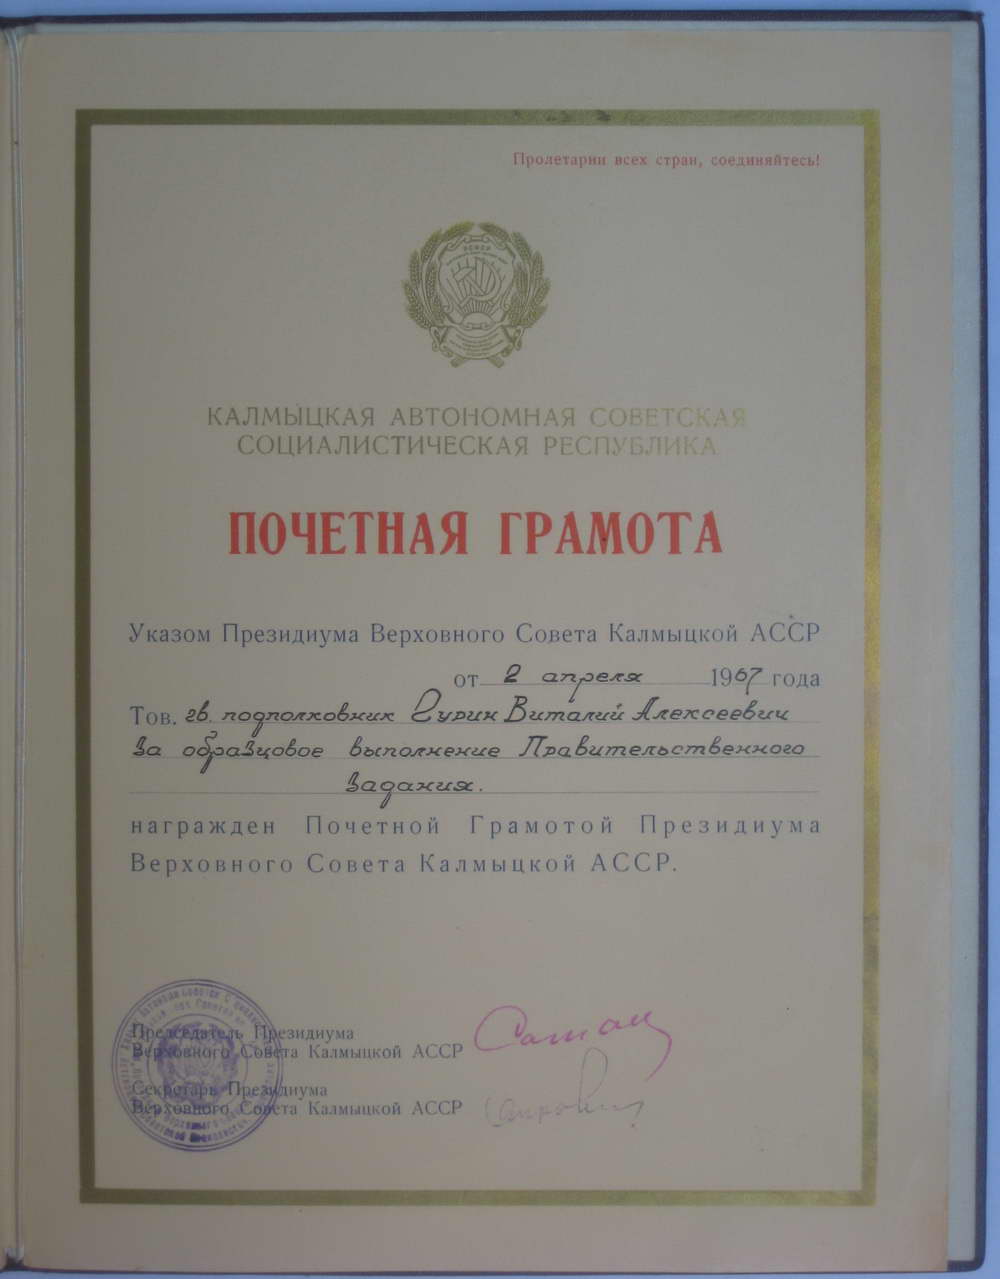 Пролетарии всех стран, соединяйтесь!
РСФСР
КАЛМЫЦКАЯ АВТОНОМНАЯ СОВЕТСКАЯ
СОЦИАЛИСТИЧЕСКАЯ РЕСПУБЛИКА
ПОЧЕТНАЯ ГРАМОТА
Указом Президиума Верховного Совета Калмыцкой АССР
от 2 апреля 1967 года
Тов. гв. подполковник Сурин Виталий Алексеевич
За образцовое выполнение Правительственного
Задания.
награжден Почетной Грамотой Президиума
Верховного Совета Калмыцкой АССР.
Председатель Президиума
Верховного Совета Калмыцкой АССР
Секретарь Президиума
Верховного Совета Калмыцкой АССР